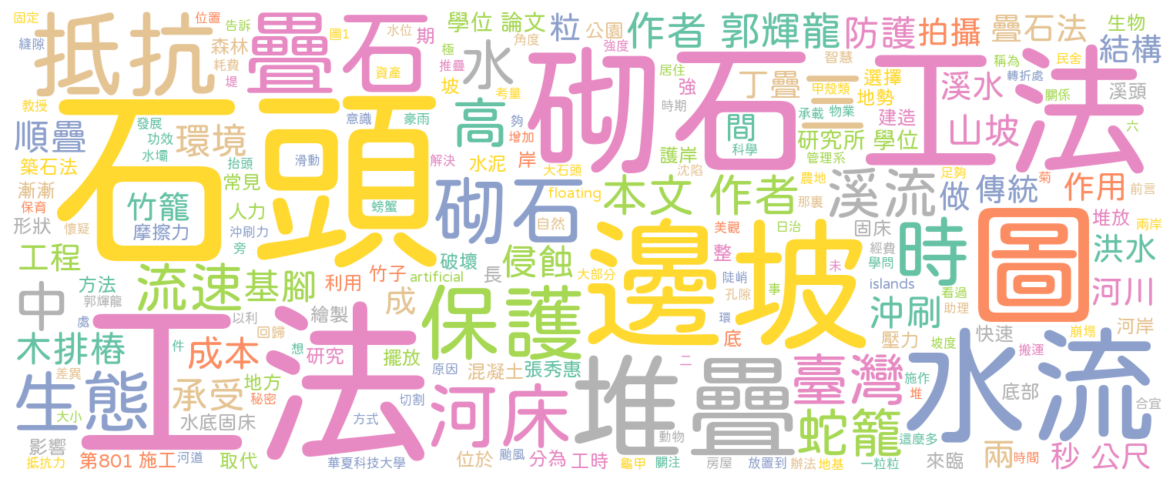 固定
告訴
位置
縫隙
抵抗
疊石
圖1
水位
期
學位 論文
粒
公園
作者 郭輝龍
防護
拍攝
疊石法
生物
結構
森林
耗費
堤
資產
極
推疊
坡
水
角度
強度
居住
智慧
選擇
稱為
民舍
轉折處
丁疊
甲殼類
地勢
溪水
關係
溪頭
教授
石頭
考量
砌石工法
三
強
時期
間
承載
物業
建造
發展
功效
意識
豪雨
高
夠
增加
科學
研究所 學位
山坡
六
順疊
環境
水壩
岸
護岸
管理系
築石法
抬頭
滑動
解決
水泥
大石頭
沈陷
漸漸
常見
砌石
floating
本文 作者
農地
溪流
足夠
做
傳統
菊
作用
前言
保育
竹籠
人力
螃蟹
自然
那裏
形狀
懷疑
摩擦力
沖刷力
美觀
日治
固床
時
圖
堆放
兩岸
工程
旁
破壞
長
侵蝕
邊坡
整
經費
學問
洪水
方法
流速
基腳
利用
竹子
artificial
大部分
陡峭
未
islands
看過
河川
中
郭輝龍
處
繪製
成
保護
孔隙
事
沖刷
助理
木排樁
以利
回歸
環
底
壓力
快速
崩塌
河岸
件
成本
想
研究
擺放
坡度
搬運
生態
差異
工法
原因
混凝土
張秀惠
二
堆疊
臺灣
施作
水流
承受
地方
秘密
切割
河床
堆
底部
大小
水底固床
方式
蛇籠
合宜
影響
動物
這麼多
抵抗力
第801
施工
河道
取代
華夏科技大學
位於
颱風
分為
工時
龜甲
關注
房屋
放置到
辦法
地基
一粒粒
來臨
兩
時間
秒
公尺